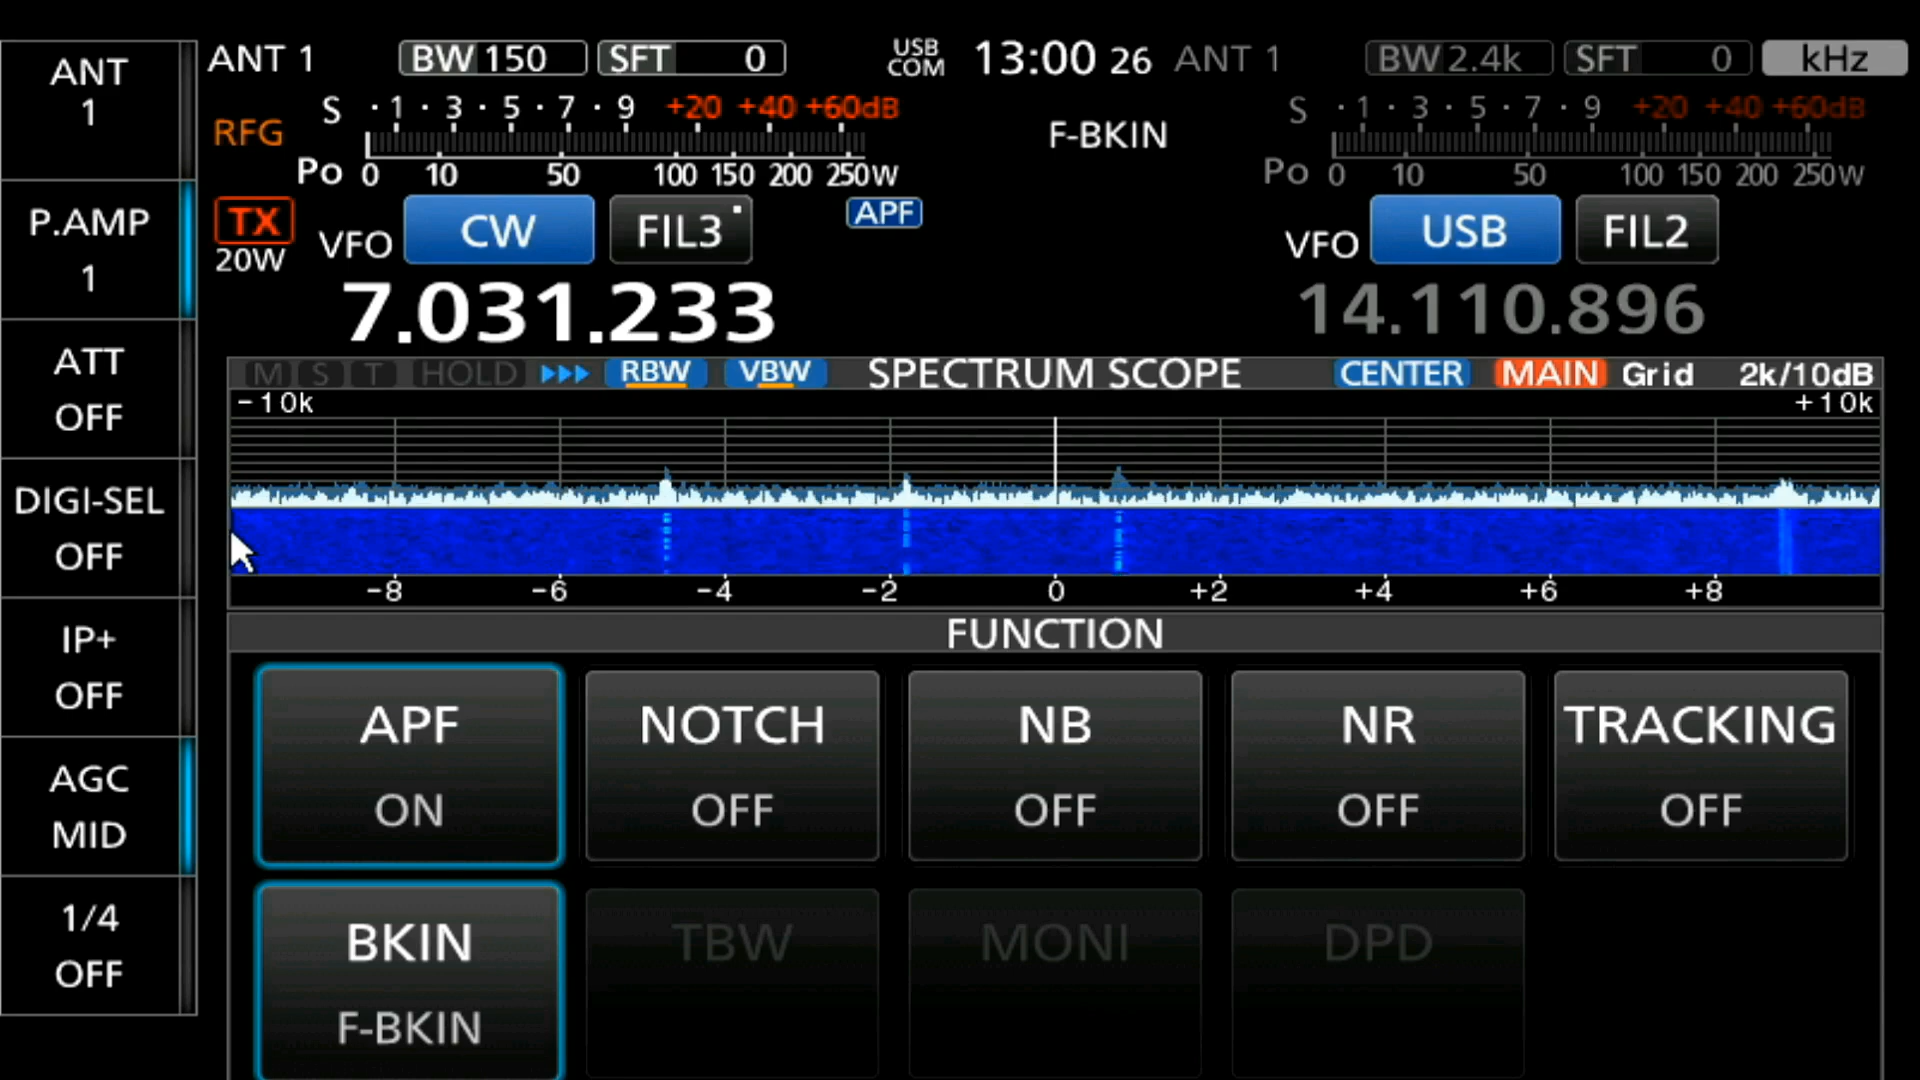 ANT
1
P.AMP
1
ATT
OFF
DIGI-SEL
OFF
IP+
OFF
AGC
MID
1/4
OFF
ANT 1 BW 150 SFT 0 USB COM 13:00 26 ANT 1 BW 2.4k SFT 0 kHz
RFG S · 1 · 3 · 5 · 7 · 9 +20 +40 +60dB F-BKIN S · 1 · 3 · 5 · 7 · 9 +20 +40 +60dB
Po 0 10 50 100 150 200 250W Po 0 10 50 100 150 200 250W
TX VFO CW FIL3 APF VFO USB FIL2
20W
7.031.233 14.110.896
M S T HOLD RBW VBW SPECTRUM SCOPE CENTER MAIN Grid 2k/10dB
-10k +10k
-8 -6 -4 -2 0 +2 +4 +6 +8
FUNCTION
APF NOTCH NB NR TRACKING
ON OFF OFF OFF OFF
BKIN TBW MONI DPD
F-BKIN